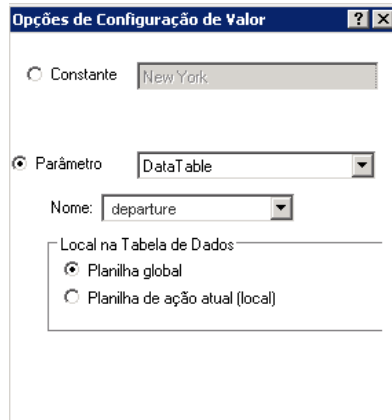 Opções de Configuração de Valor
Constante New York
Parâmetro DataTable
Nome: departure
Local na Tabela de Dados
Planilha global
Planilha de ação atual (local)